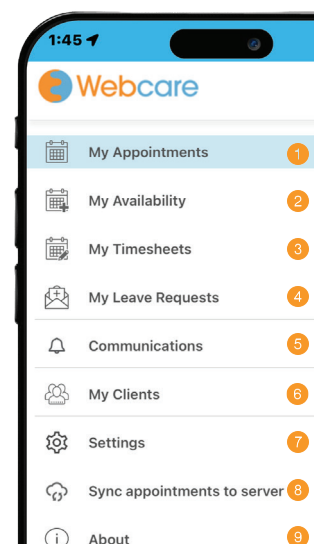 1:45
Webcare
My Appointments 1
My Availability 2
My Timesheets 3
My Leave Requests 4
Communications 5
My Clients 6
Settings 7
Sync appointments to server 8
About 9